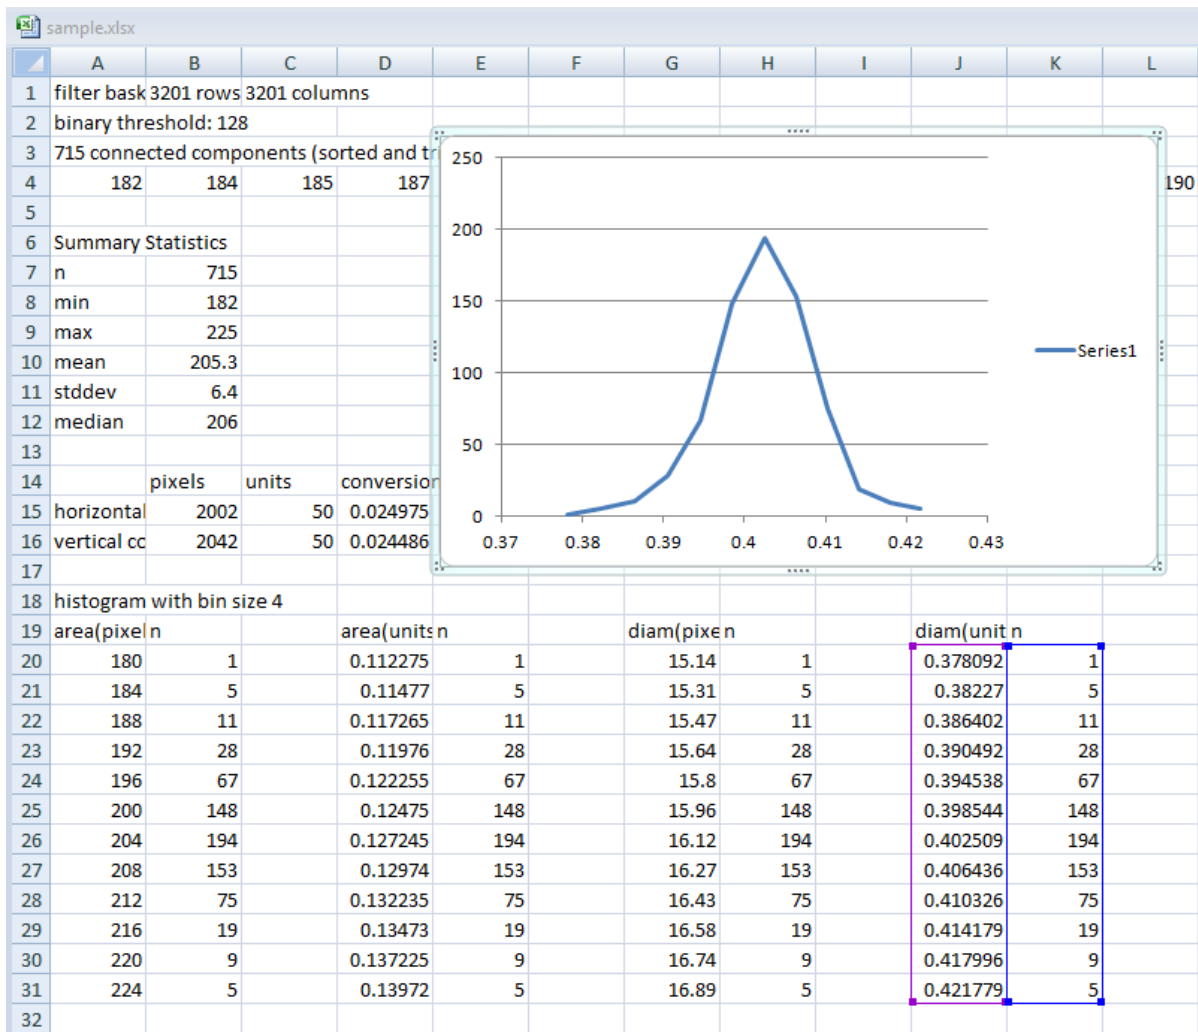 sample.xlsx
A B C D E F G H I J K L
1 filter bask 3201 rows 3201 columns
2 binary threshold: 128
3 715 connected components (sorted and tri
4 182 184 185 187 190
5
6 Summary Statistics
7 n 715
8 min 182
9 max 225
10 mean 205.3
11 stddev 6.4
12 median 206
13
14 pixels units conversion
15 horizontal 2002 50 0.024975
16 vertical co 2042 50 0.024486
17
250
200
150
100
50
0
0.37 0.38 0.39 0.4 0.41 0.42 0.43
Series1
18 histogram with bin size 4
19 area(pixel n area(units n diam(pixe n diam(unit n
20 180 1 0.112275 1 15.14 1 0.378092 1
21 184 5 0.11477 5 15.31 5 0.38227 5
22 188 11 0.117265 11 15.47 11 0.386402 11
23 192 28 0.11976 28 15.64 28 0.390492 28
24 196 67 0.122255 67 15.8 67 0.394538 67
25 200 148 0.12475 148 15.96 148 0.398544 148
26 204 194 0.127245 194 16.12 194 0.402509 194
27 208 153 0.12974 153 16.27 153 0.406436 153
28 212 75 0.132235 75 16.43 75 0.410326 75
29 216 19 0.13473 19 16.58 19 0.414179 19
30 220 9 0.137225 9 16.74 9 0.417996 9
31 224 5 0.13972 5 16.89 5 0.421779 5
32